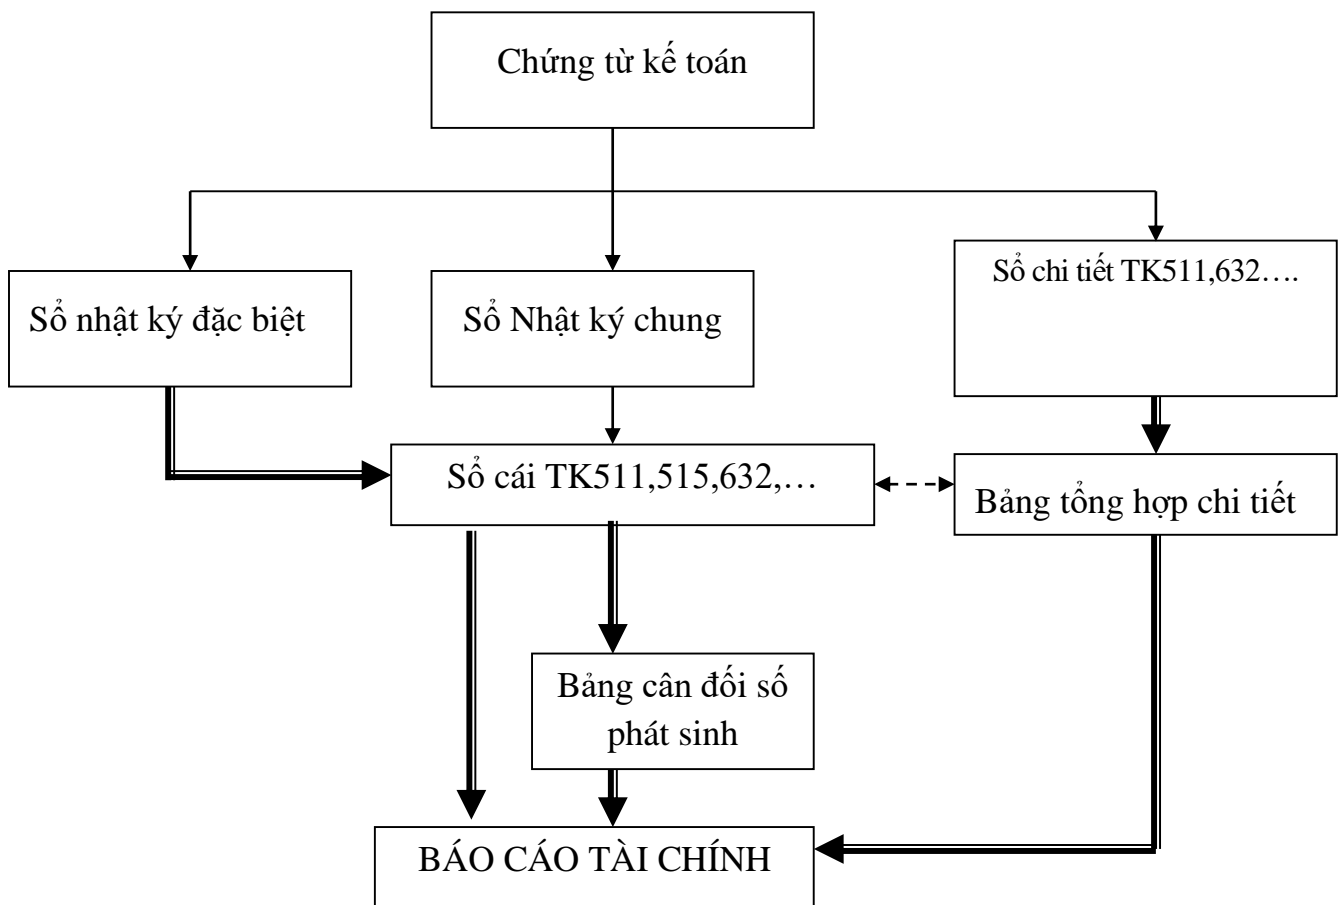 Chứng từ kế toán
Sổ nhật ký đặc biệt
Sổ Nhật ký chung
Sổ chi tiết TK511,632….
Sổ cái TK511,515,632,…
Bảng tổng hợp chi tiết
Bảng cân đối số
phát sinh
BÁO CÁO TÀI CHÍNH